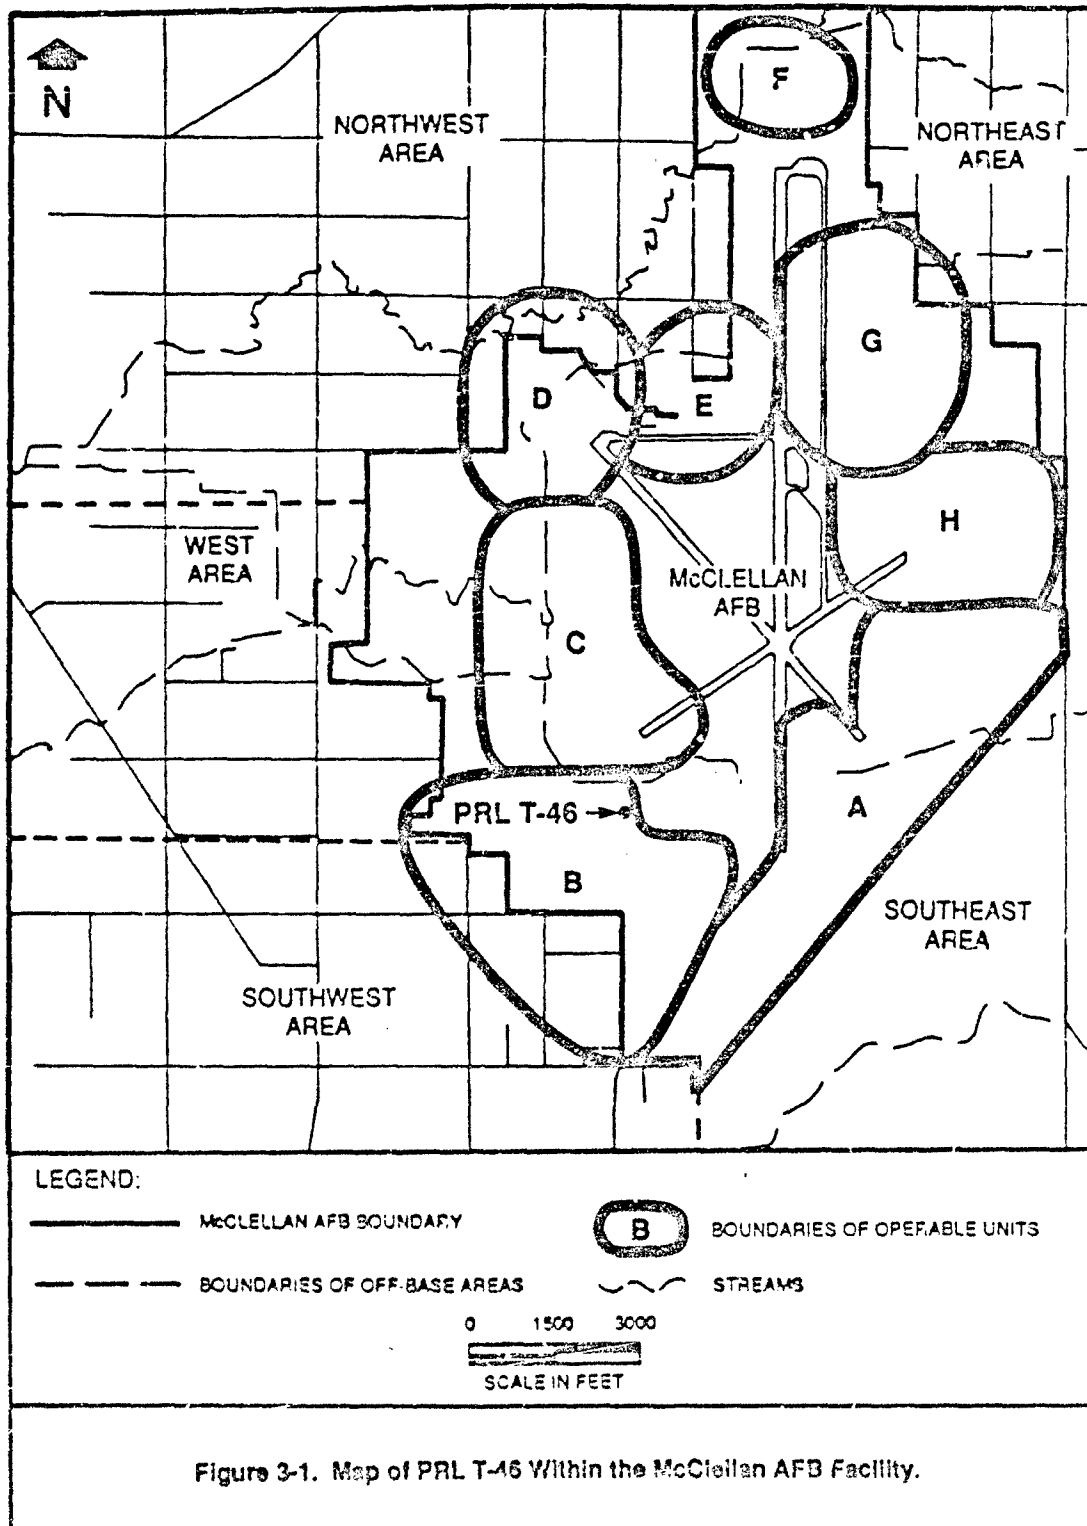 N
NORTHWEST
AREA
F
NORTHEAST
AREA
G
D
E
H
WEST
AREA
McCLELLAN
AFB
C
PRL T-46
A
B
SOUTHEAST
AREA
SOUTHWEST
AREA
LEGEND:
McCLELLAN AFB BOUNDARY
B
BOUNDARIES OF OPERABLE UNITS
BOUNDARIES OF OFF-BASE AREAS
STREAMS
0 1500 3000
SCALE IN FEET
Figure 3-1. Map of PRL T-46 Within the McClellan AFB Facility.